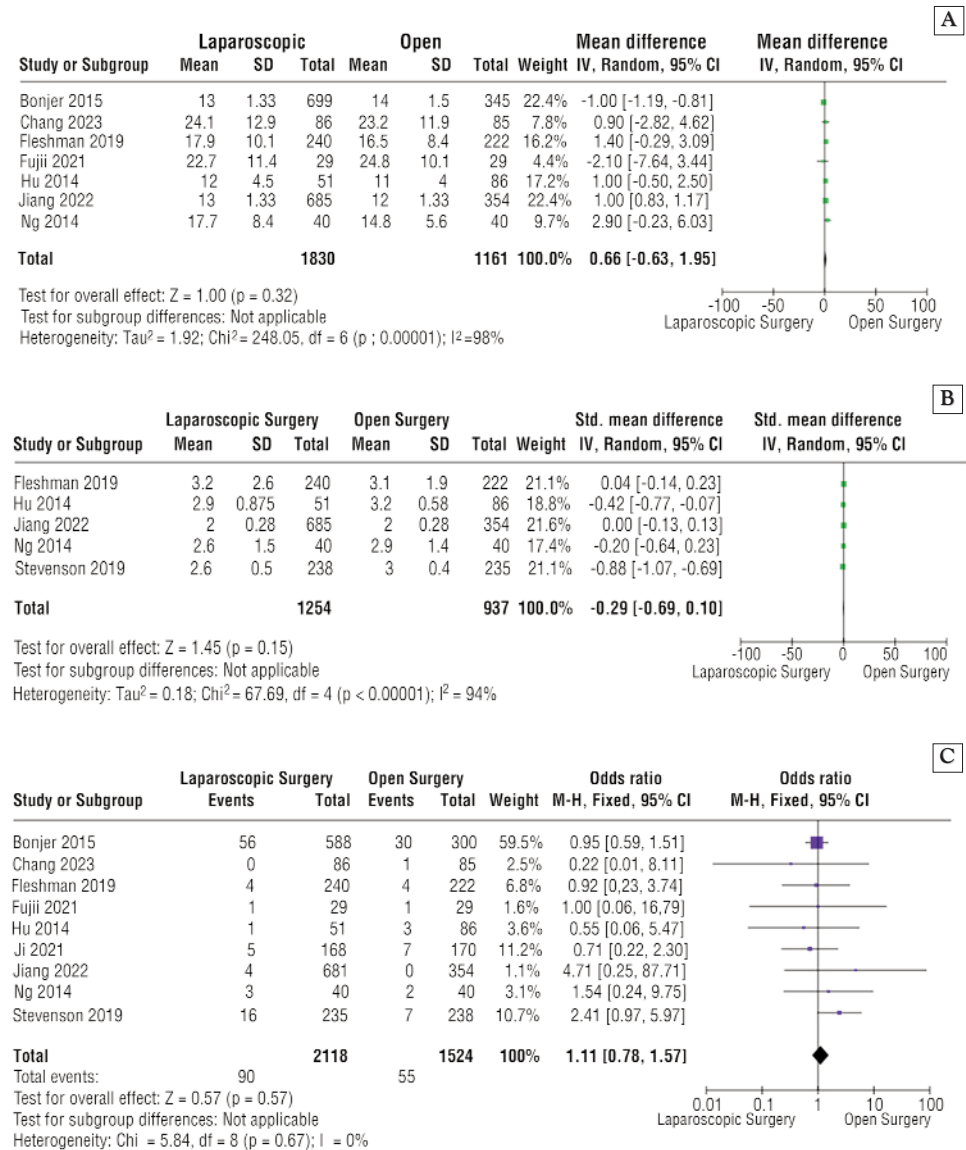 A
Laparoscopic Open Mean difference Mean difference
Study or Subgroup Mean SD Total Mean SD Total Weight IV, Random, 95% CI IV, Random, 95% CI
Bonjer 2015 13 1.33 699 14 1.5 345 22.4% -1.00 [-1.19, -0.81]
Chang 2023 24.1 12.9 86 23.2 11.9 85 7.8% 0.90 [-2.82, 4.62]
Fleshman 2019 17.9 10.1 240 16.5 8.4 222 16.2% 1.40 [-0.29, 3.09]
Fujii 2021 22.7 11.4 29 24.8 10.1 29 4.4% -2.10 [-7.64, 3.44]
Hu 2014 12 4.5 51 11 4 86 17.2% 1.00 [-0.50, 2.50]
Jiang 2022 13 1.33 685 12 1.33 354 22.4% 1.00 [0.83, 1.17]
Ng 2014 17.7 8.4 40 14.8 5.6 40 9.7% 2.90 [-0.23, 6.03]
Total 1830 1161 100.0% 0.66 [-0.63, 1.95]
Test for overall effect: Z = 1.00 (p = 0.32)
Test for subgroup differences: Not applicable
Heterogeneity: Tau² = 1.92; Chi² = 248.05, df = 6 (p ; 0.00001); I² =98%
-100 -50 0 50 100
Laparoscopic Surgery Open Surgery
B
Laparoscopic Surgery Open Surgery Std. mean difference Std. mean difference
Study or Subgroup Mean SD Total Mean SD Total Weight IV, Random, 95% CI IV, Random, 95% CI
Fleshman 2019 3.2 2.6 240 3.1 1.9 222 21.1% 0.04 [-0.14, 0.23]
Hu 2014 2.9 0.875 51 3.2 0.58 86 18.8% -0.42 [-0.77, -0.07]
Jiang 2022 2 0.28 685 2 0.28 354 21.6% 0.00 [-0.13, 0.13]
Ng 2014 2.6 1.5 40 2.9 1.4 40 17.4% -0.20 [-0.64, 0.23]
Stevenson 2019 2.6 0.5 238 3 0.4 235 21.1% -0.88 [-1.07, -0.69]
Total 1254 937 100.0% -0.29 [-0.69, 0.10]
Test for overall effect: Z = 1.45 (p = 0.15)
Test for subgroup differences: Not applicable
Heterogeneity: Tau² = 0.18; Chi² = 67.69, df = 4 (p < 0.00001); I² = 94%
-100 -50 0 50 100
Laparoscopic Surgery Open Surgery
C
Laparoscopic Surgery Open Surgery Odds ratio Odds ratio
Study or Subgroup Events Total Events Total Weight M-H, Fixed, 95% CI M-H, Fixed, 95% CI
Bonjer 2015 56 588 30 300 59.5% 0.95 [0.59, 1.51]
Chang 2023 0 86 1 85 2.5% 0.22 [0.01, 8.11]
Fleshman 2019 4 240 4 222 6.8% 0.92 [0,23, 3.74]
Fujii 2021 1 29 1 29 1.6% 1.00 [0.06, 16,79]
Hu 2014 1 51 3 86 3.6% 0.55 [0.06, 5.47]
Ji 2021 5 168 7 170 11.2% 0.71 [0.22, 2.30]
Jiang 2022 4 681 0 354 1.1% 4.71 [0.25, 87.71]
Ng 2014 3 40 2 40 3.1% 1.54 [0.24, 9.75]
Stevenson 2019 16 235 7 238 10.7% 2.41 [0.97, 5.97]
Total 2118 1524 100% 1.11 [0.78, 1.57]
Total events: 90 55
Test for overall effect: Z = 0.57 (p = 0.57)
Test for subgroup differences: Not applicable
Heterogeneity: Chi = 5.84, df = 8 (p = 0.67); I = 0%
0.01 0.1 1 10 100
Laparoscopic Surgery Open Surgery